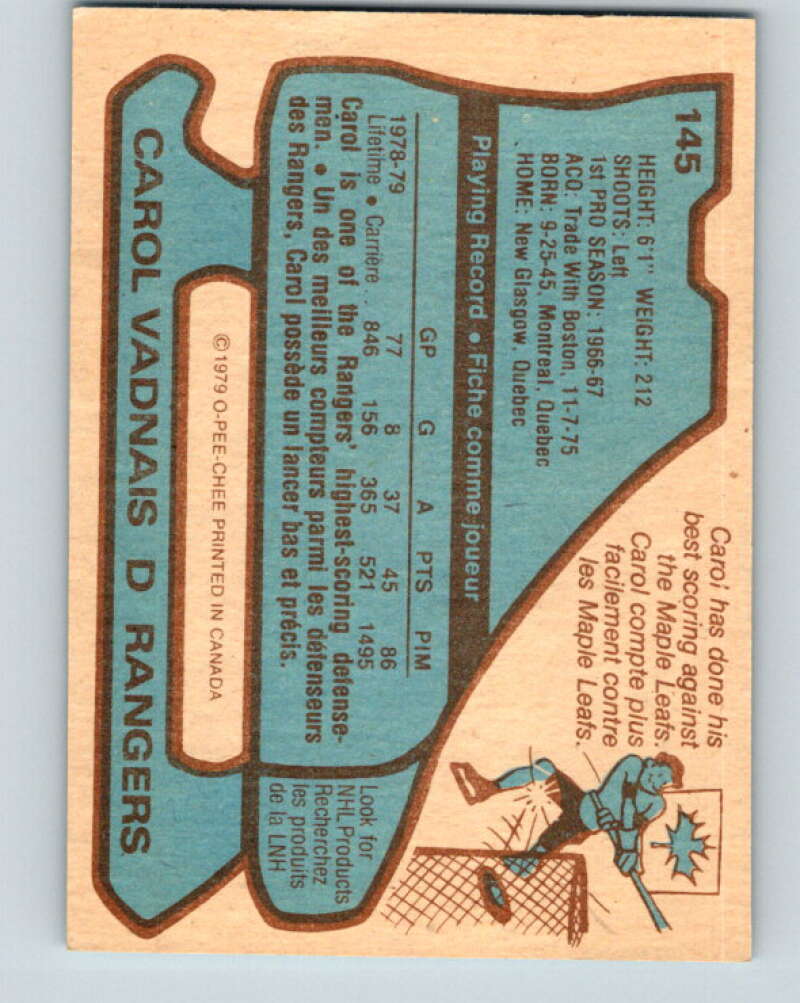 145
HEIGHT: 6'1" WEIGHT: 212
SHOOTS: Left
1st PRO SEASON: 1966-67
ACQ: Trade With Boston, 11-7-75
BORN: 9-25-45, Montreal, Quebec
HOME: New Glasgow, Quebec
Carol has done his
best scoring against
the Maple Leafs.
Carol compte plus
facilement contre
les Maple Leafs.
Playing Record • Fiche comme joueur
GP G A PTS PIM
1978-79 77 8 37 45 86
Lifetime • Carrière .. 846 156 365 521 1495
Carol is one of the Rangers' highest-scoring defense-
men. • Un des meilleurs compteurs parmi les défenseurs
des Rangers, Carol possède un lancer bas et précis.
Look for
NHL Products
Recherchez
les produits
de la LNH
©1979 O-PEE-CHEE PRINTED IN CANADA
CAROL VADNAIS D RANGERS